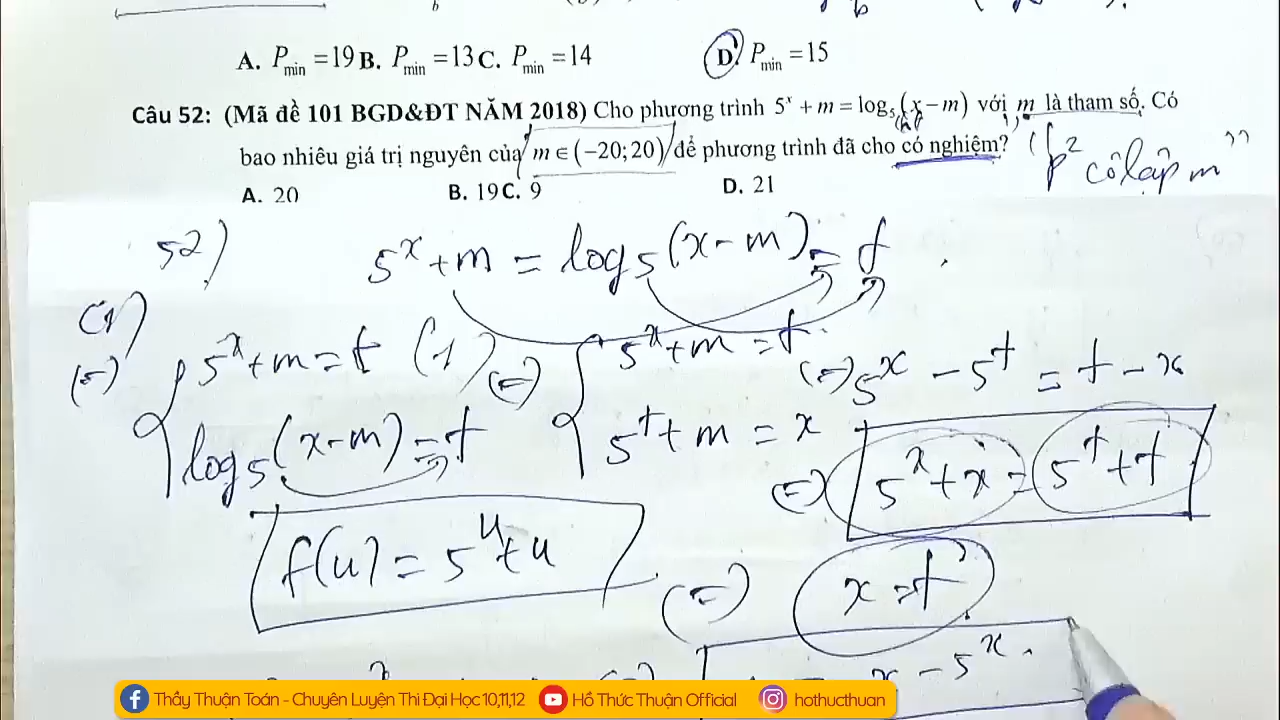 A. P_min = 19 B. P_min = 13 C. P_min = 14 D. P_min = 15
Câu 52: (Mã đề 101 BGD&ĐT NĂM 2018) Cho phương trình 5^x + m = log_5 (x − m) với m là tham số. Có
bao nhiêu giá trị nguyên của m ∈ (−20; 20) để phương trình đã cho có nghiệm?
"p^2 cô lập m"
A. 20 B. 19 C. 9 D. 21
52) 5^x + m = log_5 (x − m) = t
(1)
(=) { 5^x + m = t (1) (=) { 5^x + m = t (=) 5^x − 5^t = t − x
log_5 (x − m) = t 5^t + m = x
(=) 5^x + x = 5^t + t
f(u) = 5^u + u
(=) x = t
x − 5^x .
Thầy Thuận Toán - Chuyên Luyện Thi Đại Học 10,11,12 Hồ Thức Thuận Official hothucthuan